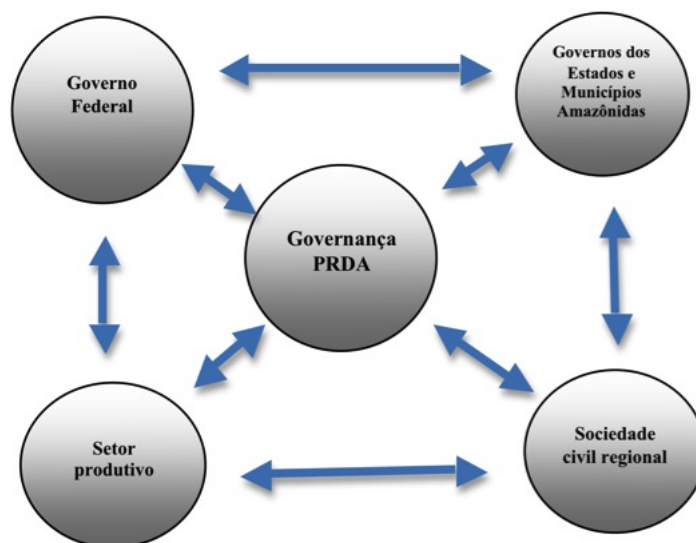 Governo
Federal
Governos dos
Estados e
Municípios
Amazônidas
Governança
PRDA
Setor
produtivo
Sociedade
civil regional